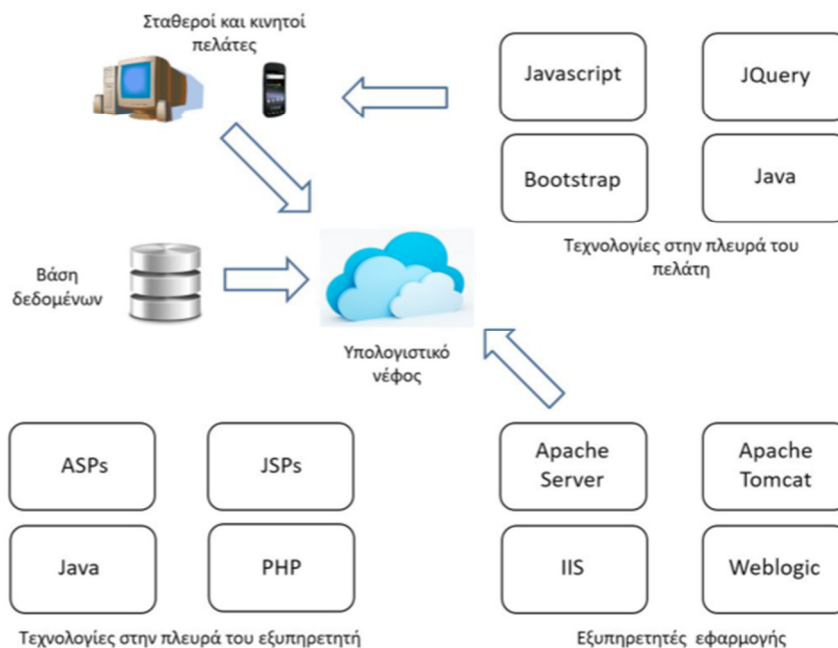 Σταθεροί και κινητοί
πελάτες
Javascript
JQuery
Bootstrap
Java
Τεχνολογίες στην πλευρά του
πελάτη
Βάση
δεδομένων
Υπολογιστικό
νέφος
ASPs
JSPs
Java
PHP
Τεχνολογίες στην πλευρά του εξυπηρετητή
Apache
Server
Apache
Tomcat
IIS
Weblogic
Εξυπηρετητές εφαρμογής